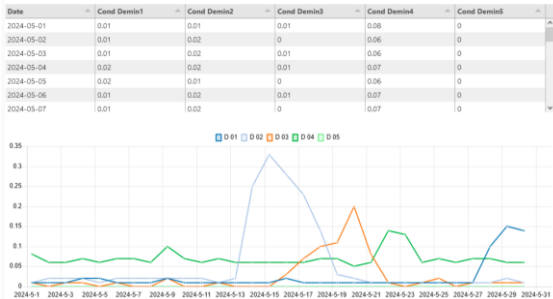 Date Cond Demin1 Cond Demin2 Cond Demin3 Cond Demin4 Cond Demin5
2024-05-01 0.01 0.01 0.01 0.08 0
2024-05-02 0.01 0.02 0 0.06 0
2024-05-03 0.01 0.02 0.01 0.06 0
2024-05-04 0.02 0.02 0.01 0.07 0
2024-05-05 0.02 0.01 0 0.06 0
2024-05-06 0.01 0.02 0.01 0.07 0
2024-05-07 0.01 0.02 0 0.07 0
D 01 D 02 D 03 D 04 D 05
0.35
0.3
0.25
0.2
0.15
0.1
0.05
0
2024-5-1 2024-5-3 2024-5-5 2024-5-7 2024-5-9 2024-5-11 2024-5-13 2024-5-15 2024-5-17 2024-5-19 2024-5-21 2024-5-23 2024-5-25 2024-5-27 2024-5-29 2024-5-31